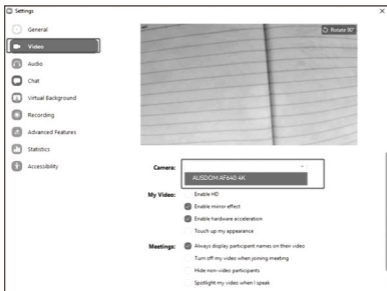 Settings
General
Rotate 90°
Video
Audio
Chat
Virtual Background
Recording
Advanced Features
Statistics
Accessibility
Camera:
AUSDOM AF640 4K
My Video:
Enable HD
Enable mirror effect
Enable hardware acceleration
Touch up my appearance
Meetings:
Always display participant names on their video
Turn off my video when joining meeting
Hide non-video participants
Spotlight my video when I speak